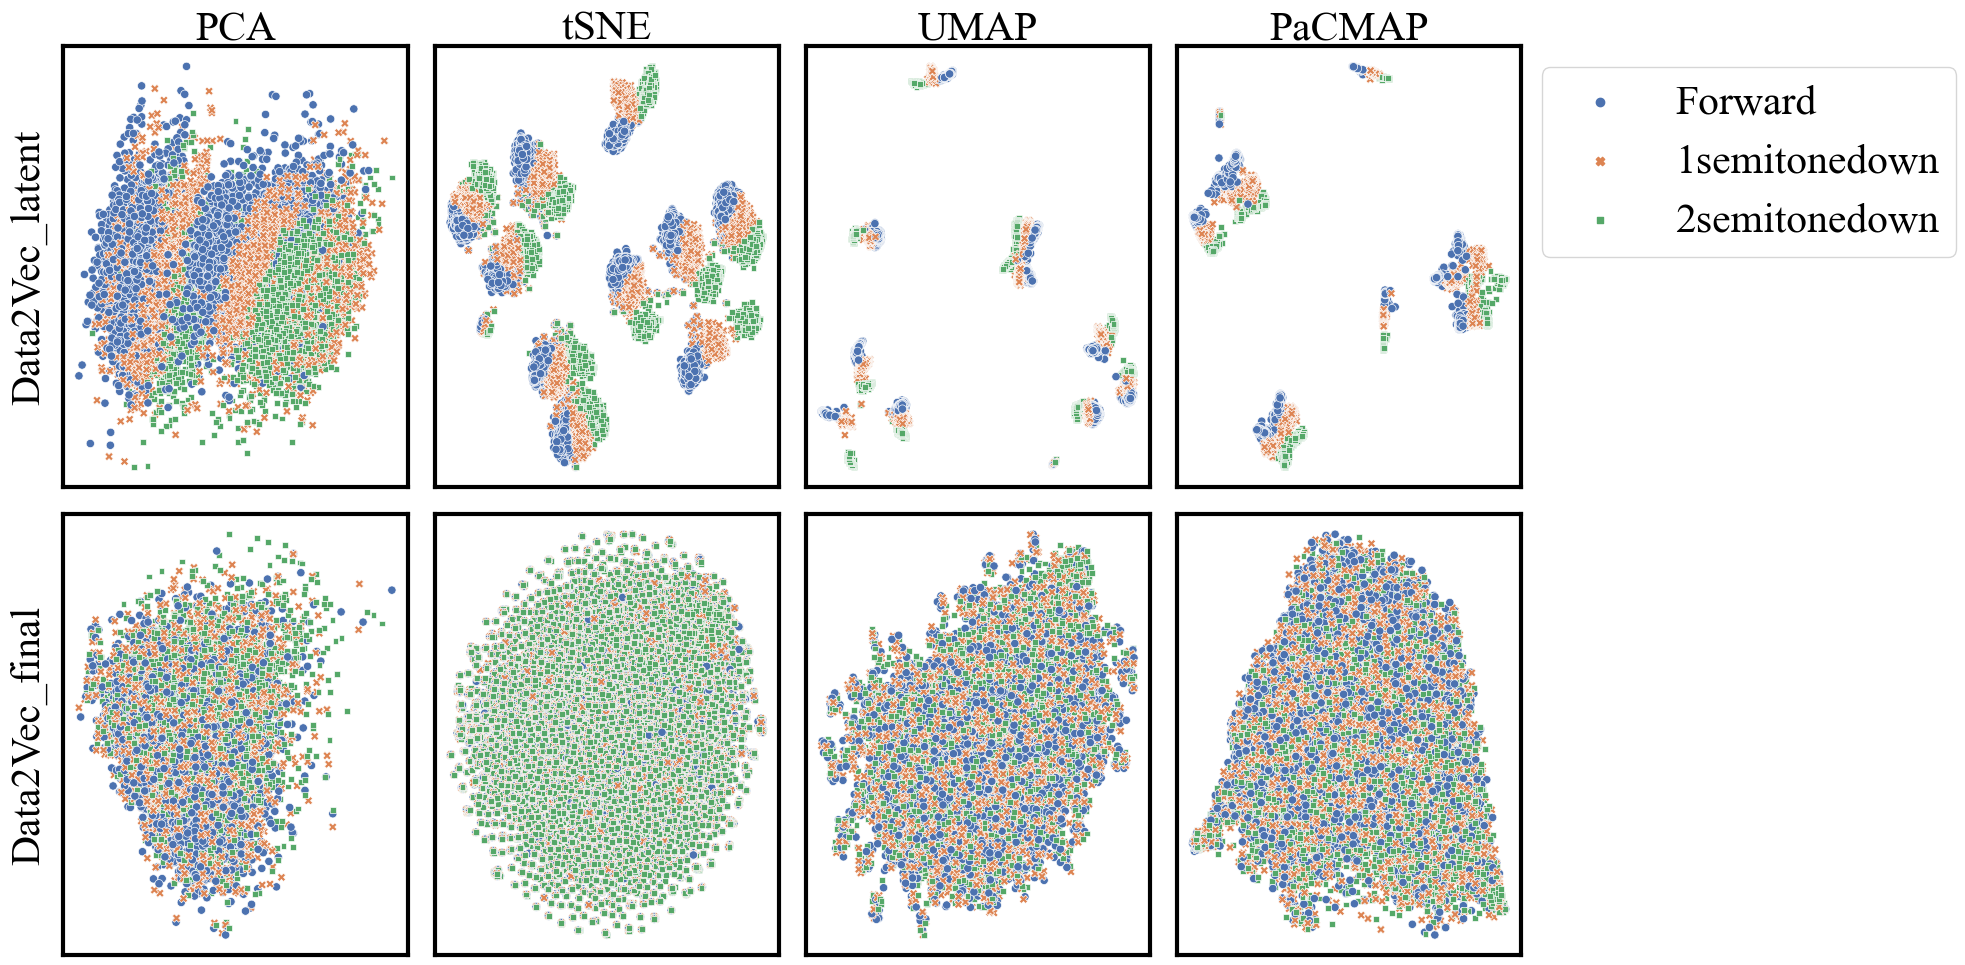 PCA
tSNE
UMAP
PaCMAP
Forward
1semitonedown
2semitonedown
Data2Vec_latent
Data2Vec_final